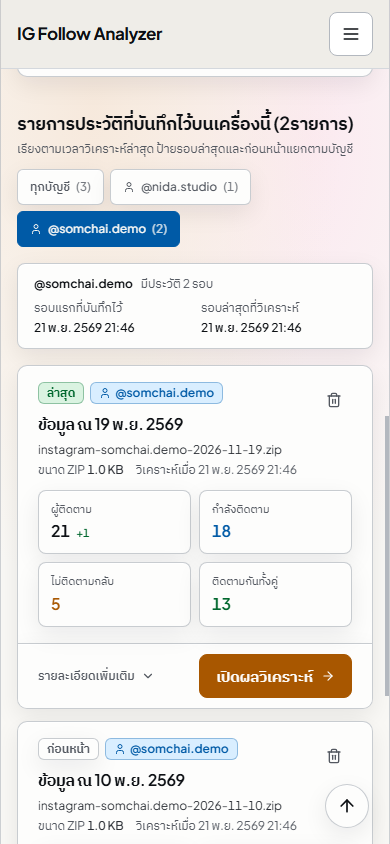 IG Follow Analyzer
รายการประวัติที่บันทึกไว้บนเครื่องนี้ (2รายการ)
เรียงตามเวลาวิเคราะห์ล่าสุด ป้ายรอบล่าสุดและก่อนหน้าแยกตามบัญชี
ทุกบัญชี (3) @nida.studio (1)
@somchai.demo (2)
@somchai.demo มีประวัติ 2 รอบ
รอบแรกที่บันทึกไว้ รอบล่าสุดที่วิเคราะห์
21 พ.ย. 2569 21:46 21 พ.ย. 2569 21:46
ล่าสุด @somchai.demo
ข้อมูล ณ 19 พ.ย. 2569
instagram-somchai.demo-2026-11-19.zip
ขนาด ZIP 1.0 KB วิเคราะห์เมื่อ 21 พ.ย. 2569 21:46
ผู้ติดตาม กำลังติดตาม
21 +1 18
ไม่ติดตามกลับ ติดตามกันทั้งคู่
5 13
รายละเอียดเพิ่มเติม เปิดผลวิเคราะห์
ก่อนหน้า @somchai.demo
ข้อมูล ณ 10 พ.ย. 2569
instagram-somchai.demo-2026-11-10.zip
ขนาด ZIP 1.0 KB วิเคราะห์เมื่อ 21 พ.ย. 2569 21:46